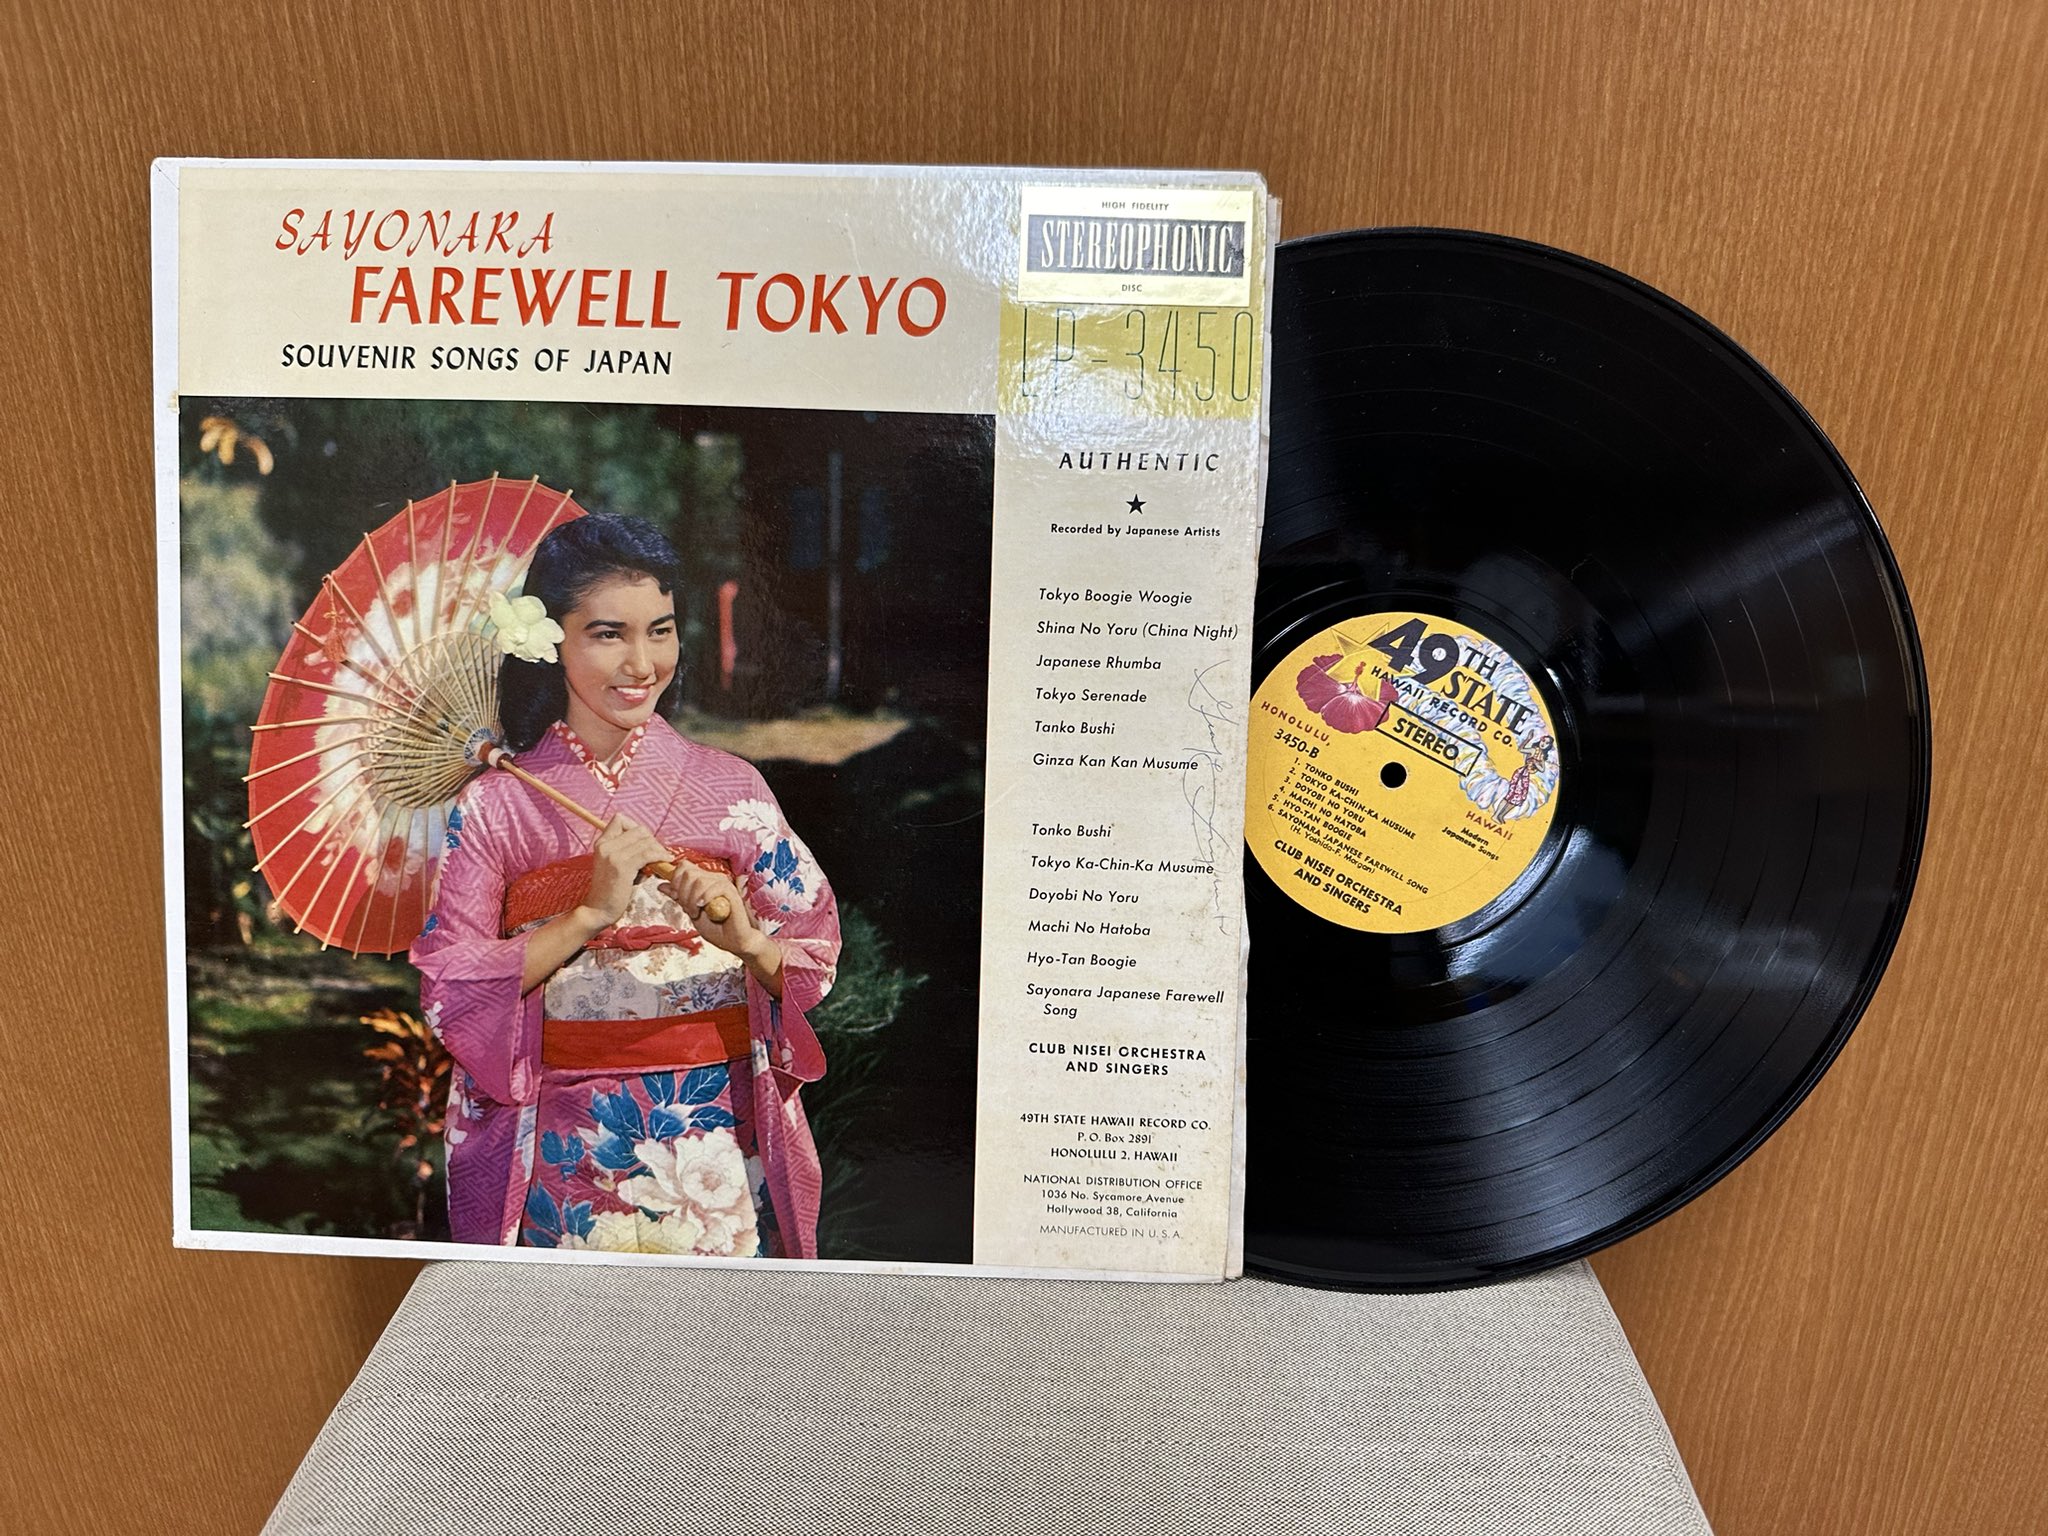 SAYONARA
FAREWELL TOKYO
SOUVENIR SONGS OF JAPAN
HIGH FIDELITY
STEREOPHONIC
DISC
LP-3450
AUTHENTIC
★
Recorded by Japanese Artists
Tokyo Boogie Woogie
Shina No Yoru (China Night)
Japanese Rhumba
Tokyo Serenade
Tanko Bushi
Ginza Kan Kan Musume
Tonko Bushi
Tokyo Ka-Chin-Ka Musume
Doyobi No Yoru
Machi No Hatoba
Hyo-Tan Boogie
Sayonara Japanese Farewell
Song
CLUB NISEI ORCHESTRA
AND SINGERS
49TH STATE HAWAII RECORD CO.
P. O. Box 2891
HONOLULU 2, HAWAII
NATIONAL DISTRIBUTION OFFICE
1036 No. Sycamore Avenue
Hollywood 38, California
MANUFACTURED IN U. S. A.
49TH
STATE
HAWAII RECORD CO.
STEREO
HONOLULU,
HAWAII
3450-B
1. TONKO BUSHI
2. TOKYO KA-CHIN-KA MUSUME
3. DOYOBI NO YORU
4. MACHI NO HATOBA
5. HYO-TAN BOOGIE
6. SAYONARA JAPANESE FAREWELL SONG
(H. Yoshida-F. Morgan)
Modern
Japanese Songs
CLUB NISEI ORCHESTRA
AND SINGERS